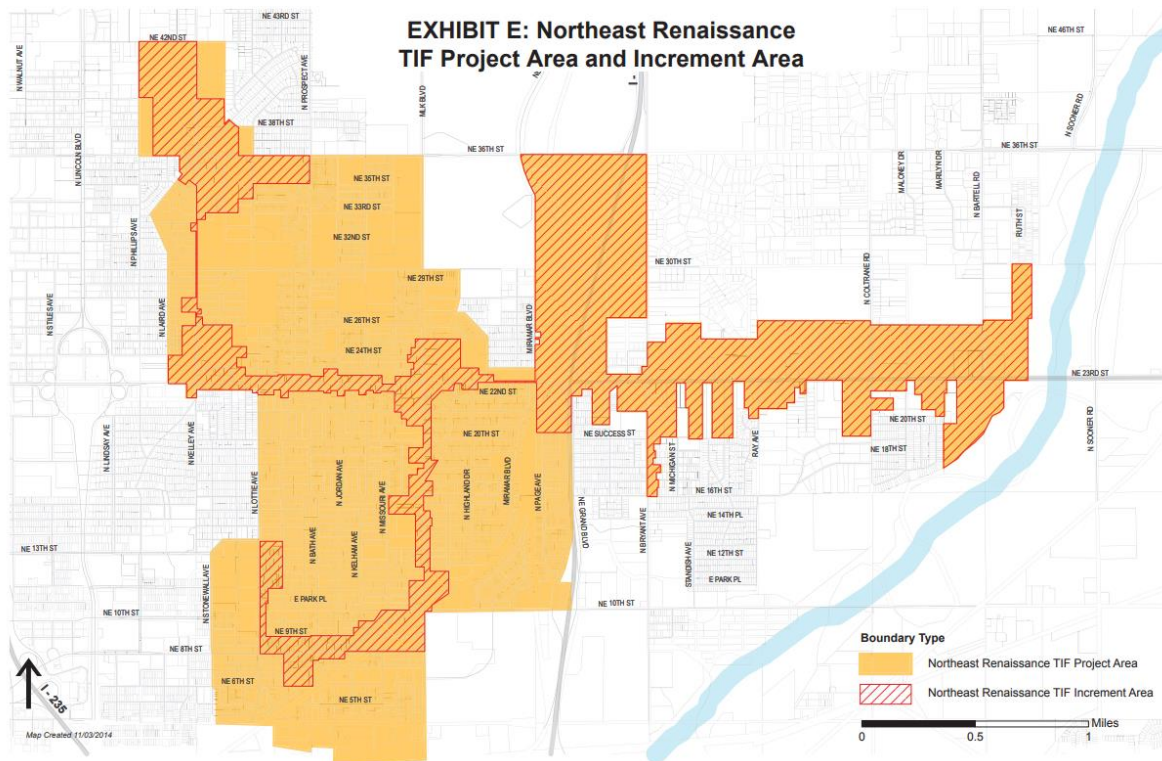 EXHIBIT E: Northeast Renaissance
TIF Project Area and Increment Area
NE 43RD ST
NE 42ND ST
NE 46TH ST
N WALNUT AVE
N PROSPECT AVE
N LINCOLN BLVD
MLK BLVD
I -
N SOONER RD
NE 38TH ST
NE 36TH ST
NE 36TH ST
MALONEY DR
MARILYN DR
N BARTELL RD
RUTH ST
NE 35TH ST
NE 33RD ST
NE 32ND ST
N PHILLIPS AVE
NE 30TH ST
N COLTRANE RD
NE 29TH ST
N STILES AVE
N LAIRD AVE
NE 26TH ST
MIRAMAR BLVD
NE 24TH ST
NE 23RD ST
NE 22ND ST
N LINDSAY AVE
N KELLEY AVE
NE 20TH ST
NE SUCCESS ST
NE 20TH ST
N SOONER RD
N LOTTIE AVE
N JORDAN AVE
N MISSOURI AVE
N HIGHLAND DR
MIRAMAR BLVD
N PAGE AVE
N MICHIGAN ST
RAY AVE
NE 18TH ST
NE 16TH ST
NE GRAND BLVD
N BRYANT AVE
NE 14TH PL
NE 13TH ST
N BATH AVE
N KELHAM AVE
STANDISH AVE
NE 12TH ST
E PARK PL
N STONEWALL AVE
E PARK PL
NE 10TH ST
NE 10TH ST
NE 9TH ST
NE 8TH ST
NE 6TH ST
NE 5TH ST
I - 235
Boundary Type
Northeast Renaissance TIF Project Area
Northeast Renaissance TIF Increment Area
Miles
0 0.5 1
Map Created 11/03/2014